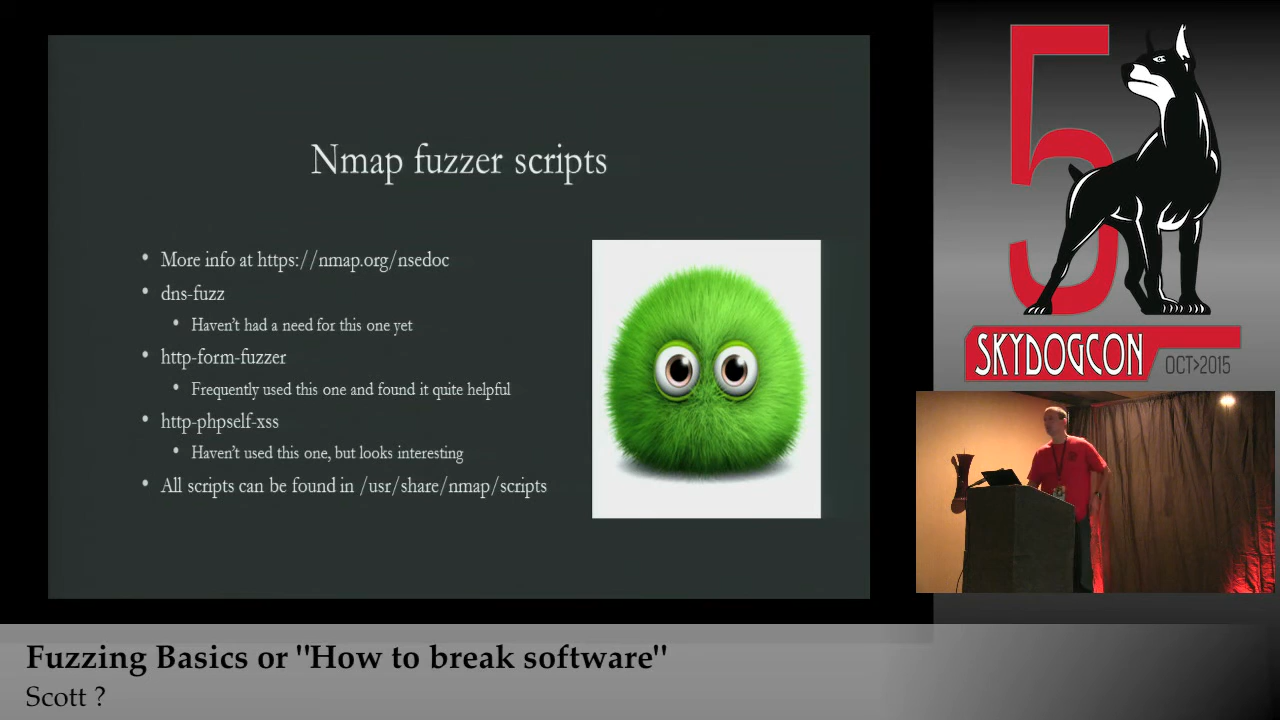 Nmap fuzzer scripts
• More info at https://nmap.org/nsedoc
• dns-fuzz
• Haven't had a need for this one yet
• http-form-fuzzer
• Frequently used this one and found it quite helpful
• http-phpself-xss
• Haven't used this one, but looks interesting
• All scripts can be found in /usr/share/nmap/scripts
5
SKYDOGCON OCT>2015
Fuzzing Basics or "How to break software"
Scott ?